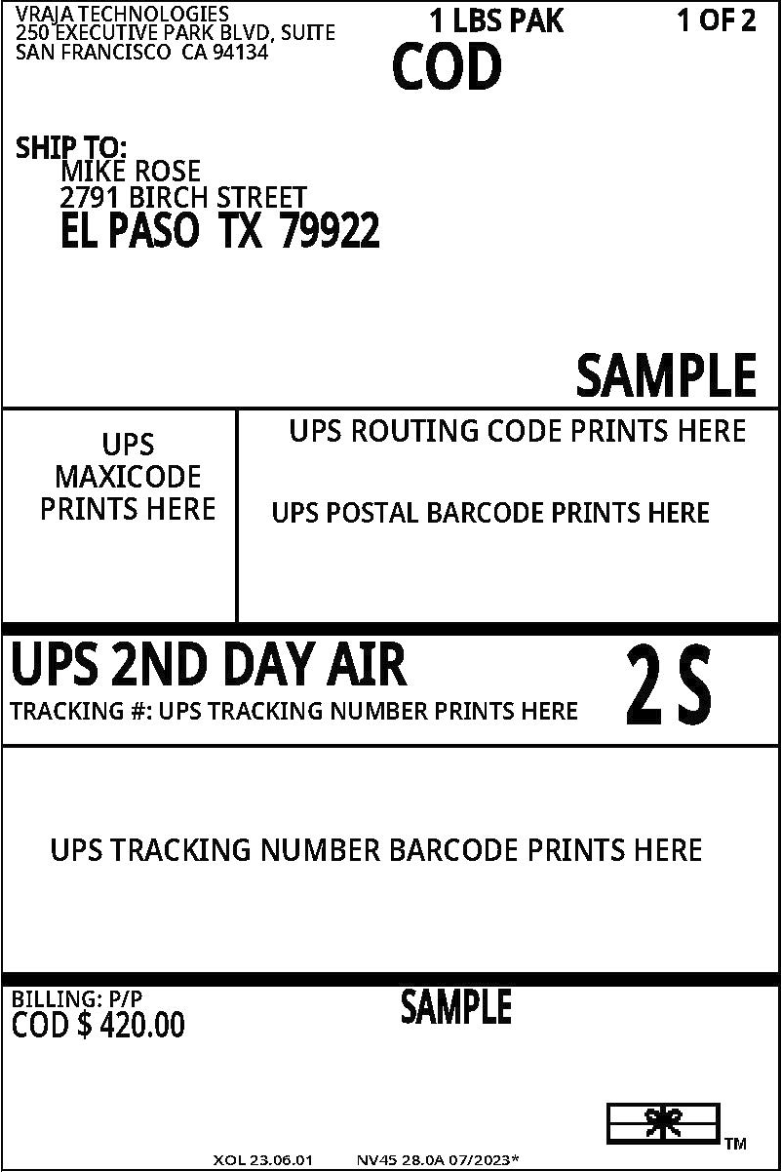 VRAJA TECHNOLOGIES
250 EXECUTIVE PARK BLVD, SUITE
SAN FRANCISCO  CA 94134
1 LBS PAK
1 OF 2
COD
SHIP TO:
MIKE ROSE
2791 BIRCH STREET
EL PASO  TX  79922
SAMPLE
UPS
MAXICODE
PRINTS HERE
UPS ROUTING CODE PRINTS HERE
UPS POSTAL BARCODE PRINTS HERE
UPS 2ND DAY AIR
2 S
TRACKING #: UPS TRACKING NUMBER PRINTS HERE
UPS TRACKING NUMBER BARCODE PRINTS HERE
BILLING: P/P
COD $ 420.00
SAMPLE
TM
XOL 23.06.01
NV45 28.0A 07/2023*